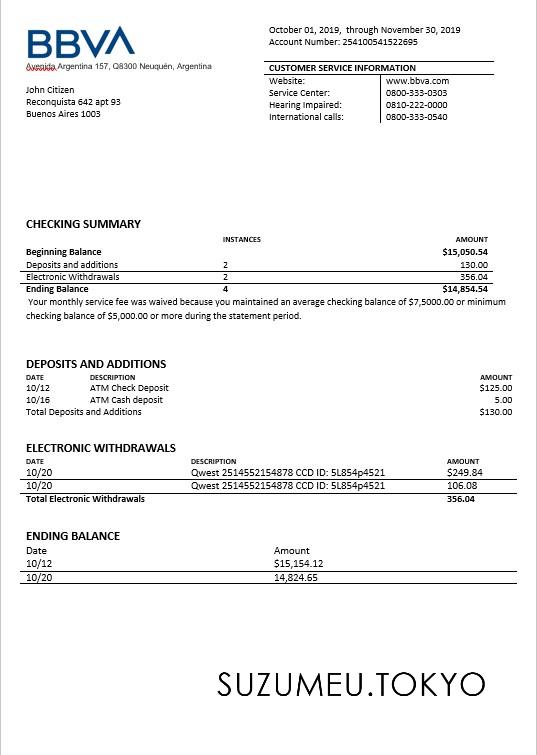 BBVA
Avenida Argentina 157, Q8300 Neuquén, Argentina
John Citizen
Reconquista 642 apt 93
Buenos Aires 1003
October 01, 2019,  through November 30, 2019
Account Number: 254100541522695
CUSTOMER SERVICE INFORMATION
Website: www.bbva.com
Service Center: 0800-333-0303
Hearing Impaired: 0810-222-0000
International calls: 0800-333-0540
CHECKING SUMMARY
INSTANCES AMOUNT
Beginning Balance $15,050.54
Deposits and additions 2 130.00
Electronic Withdrawals 2 356.04
Ending Balance 4 $14,854.54
Your monthly service fee was waived because you maintained an average checking balance of $7,5000.00 or minimum
checking balance of $5,000.00 or more during the statement period.
DEPOSITS AND ADDITIONS
DATE DESCRIPTION AMOUNT
10/12 ATM Check Deposit $125.00
10/16 ATM Cash deposit 5.00
Total Deposits and Additions $130.00
ELECTRONIC WITHDRAWALS
DATE DESCRIPTION AMOUNT
10/20 Qwest 2514552154878 CCD ID: 5L854p4521 $249.84
10/20 Qwest 2514552154878 CCD ID: 5L854p4521 106.08
Total Electronic Withdrawals 356.04
ENDING BALANCE
Date Amount
10/12 $15,154.12
10/20 14,824.65
SUZUMEU.TOKYO